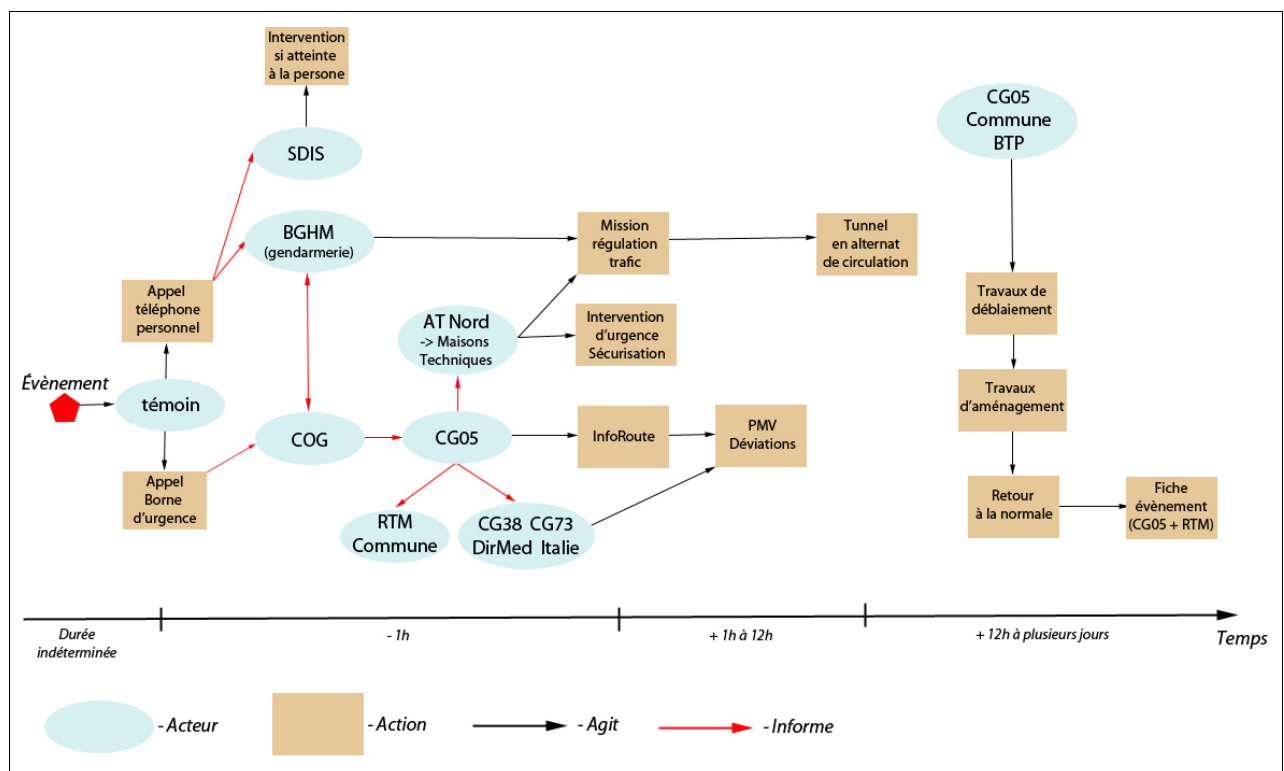 Intervention
si atteinte
à la persone
SDIS
CG05
Commune
BTP
BGHM
(gendarmerie)
Mission
régulation
trafic
Tunnel
en alternat
de circulation
Appel
téléphone
personnel
AT Nord
-> Maisons
Techniques
Intervention
d'urgence
Sécurisation
Travaux de
déblaiement
Évènement
témoin
Travaux
d'aménagement
COG
CG05
InfoRoute
PMV
Déviations
Appel
Borne
d'urgence
RTM
Commune
CG38 CG73
DirMed Italie
Retour
à la normale
Fiche
évènement
(CG05 + RTM)
Durée
indéterminée
- 1h
+ 1h à 12h
+ 12h à plusieurs jours
Temps
- Acteur
- Action
- Agit
- Informe